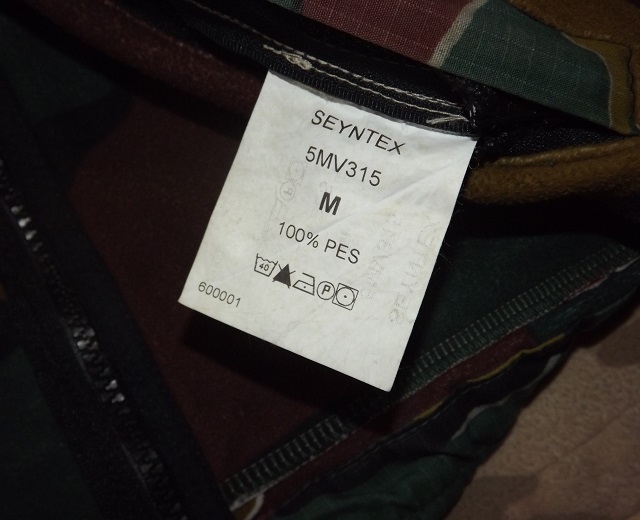 SEYNTEX
5MV315
M
100% PES
40 P
600001